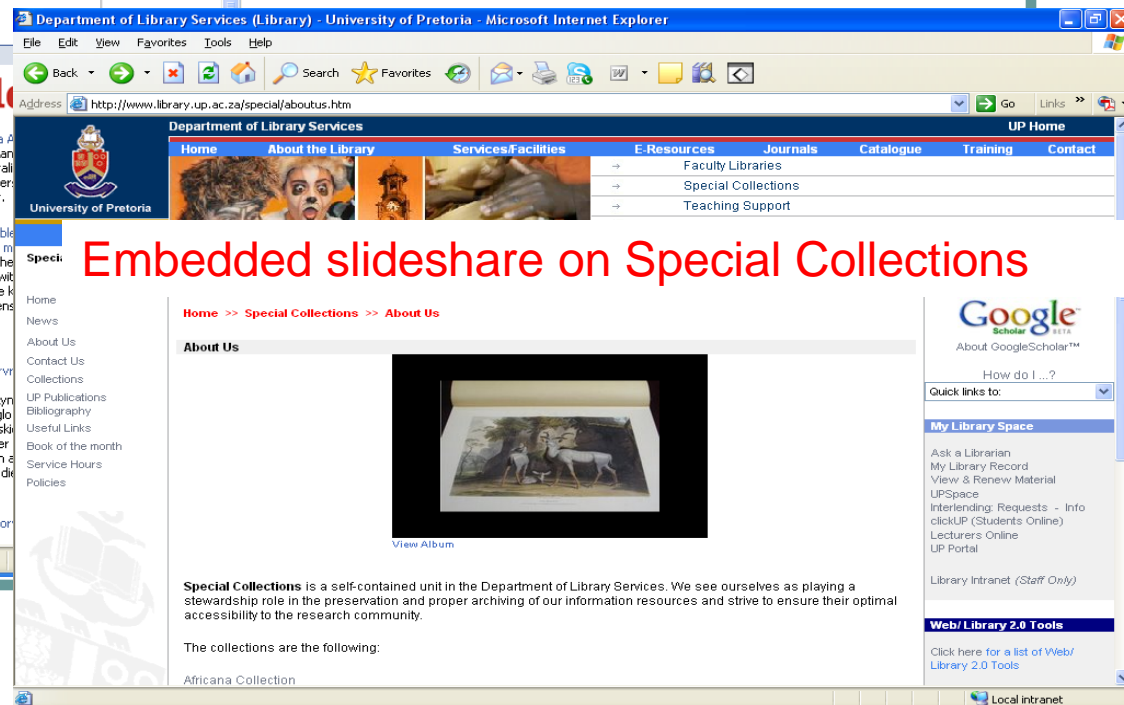 Department of Library Services (Library) - University of Pretoria - Microsoft Internet Explorer
File Edit View Favorites Tools Help
Back Search Favorites
Address http://www.library.up.ac.za/special/aboutus.htm Go Links »
Department of Library Services UP Home
Home About the Library Services/Facilities E-Resources Journals Catalogue Training Contact
→ Faculty Libraries
→ Special Collections
→ Teaching Support
University of Pretoria
Embedded slideshare on Special Collections
Home
News
About Us
Contact Us
Collections
UP Publications
Bibliography
Useful Links
Book of the month
Service Hours
Policies
Home >> Special Collections >> About Us
About Us
View Album
Special Collections is a self-contained unit in the Department of Library Services. We see ourselves as playing a
stewardship role in the preservation and proper archiving of our information resources and strive to ensure their optimal
accessibility to the research community.
The collections are the following:
Africana Collection
Google
Scholar BETA
About GoogleScholar™
How do I ...?
Quick links to:
My Library Space
Ask a Librarian
My Library Record
View & Renew Material
UPSpace
Interlending: Requests - Info
clickUP (Students Online)
Lecturers Online
UP Portal
Library Intranet (Staff Only)
Web/ Library 2.0 Tools
Click here for a list of Web/
Library 2.0 Tools
Local intranet